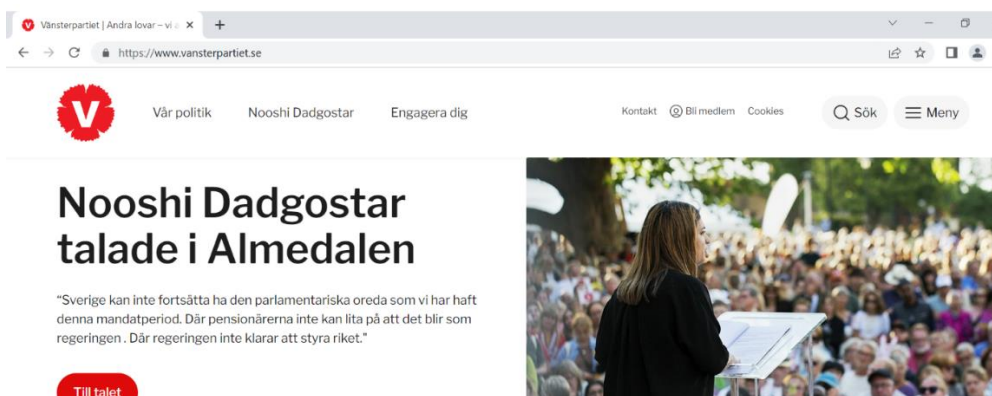 Vänsterpartiet | Andra lovar – vi a
https://www.vansterpartiet.se
V
Vår politik Nooshi Dadgostar Engagera dig
Kontakt Bli medlem Cookies Sök Meny
Nooshi Dadgostar
talade i Almedalen
“Sverige kan inte fortsätta ha den parlamentariska oreda som vi har haft
denna mandatperiod. Där pensionärerna inte kan lita på att det blir som
regeringen . Där regeringen inte klarar att styra riket.”
Till talet